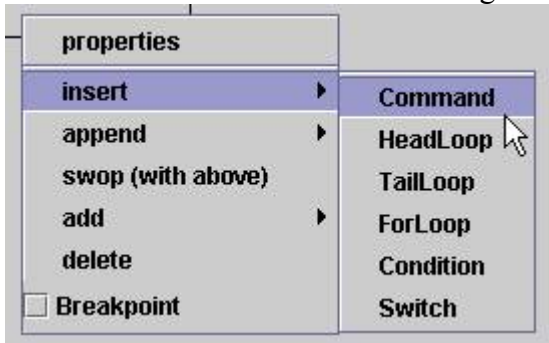 properties
insert
append
swop (with above)
add
delete
Breakpoint
Command
HeadLoop
TailLoop
ForLoop
Condition
Switch